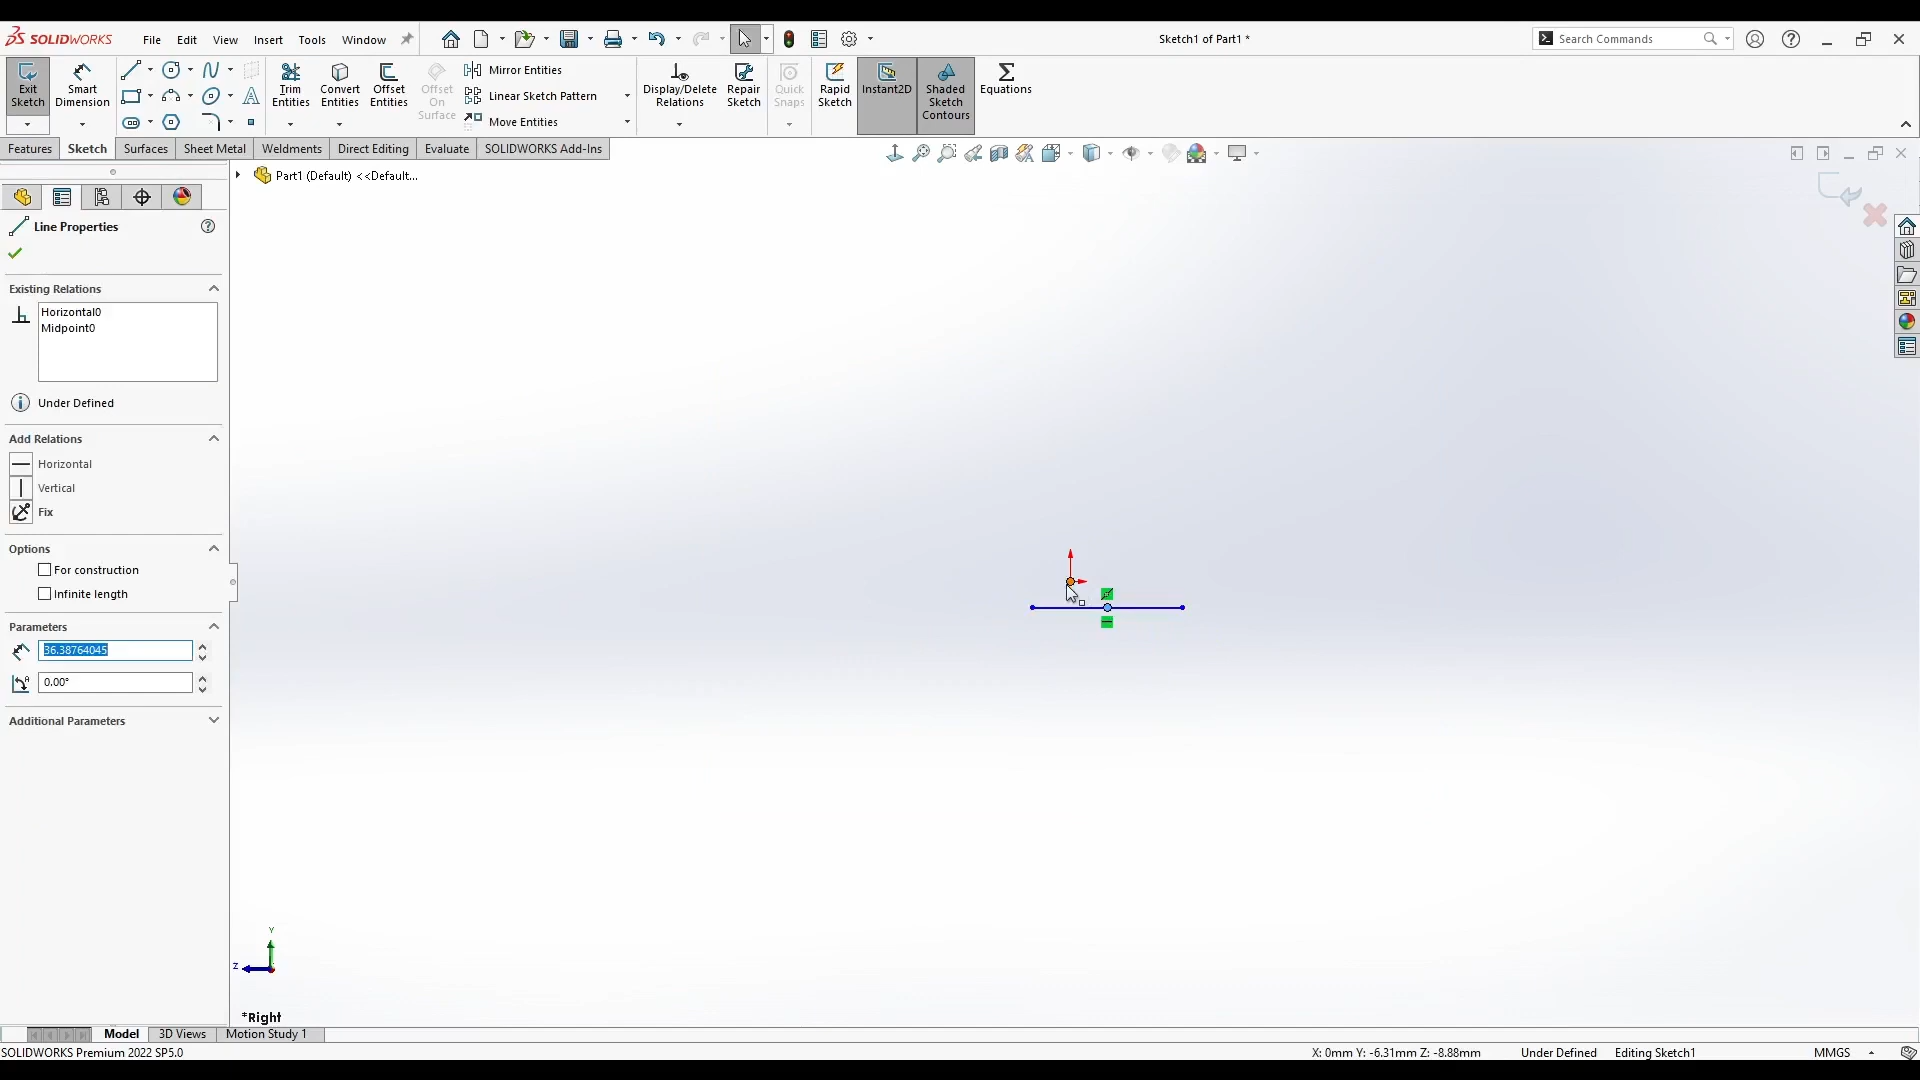 SOLIDWORKS
File Edit View Insert Tools Window
Sketch1 of Part1 *
Search Commands
Exit Sketch
Smart Dimension
Trim Entities
Convert Entities
Offset Entities
Offset On Surface
Mirror Entities
Linear Sketch Pattern
Move Entities
Display/Delete Relations
Repair Sketch
Quick Snaps
Rapid Sketch
Instant2D
Shaded Sketch Contours
Equations
Features Sketch Surfaces Sheet Metal Weldments Direct Editing Evaluate SOLIDWORKS Add-Ins
Part1 (Default) <<Default...
Line Properties
Existing Relations
Horizontal0
Midpoint0
Under Defined
Add Relations
Horizontal
Vertical
Fix
Options
For construction
Infinite length
Parameters
36.38764045
0.00°
Additional Parameters
Y
Z
*Right
Model 3D Views Motion Study 1
SOLIDWORKS Premium 2022 SP5.0
X: 0mm Y: -6.31mm Z: -8.88mm Under Defined Editing Sketch1 MMGS